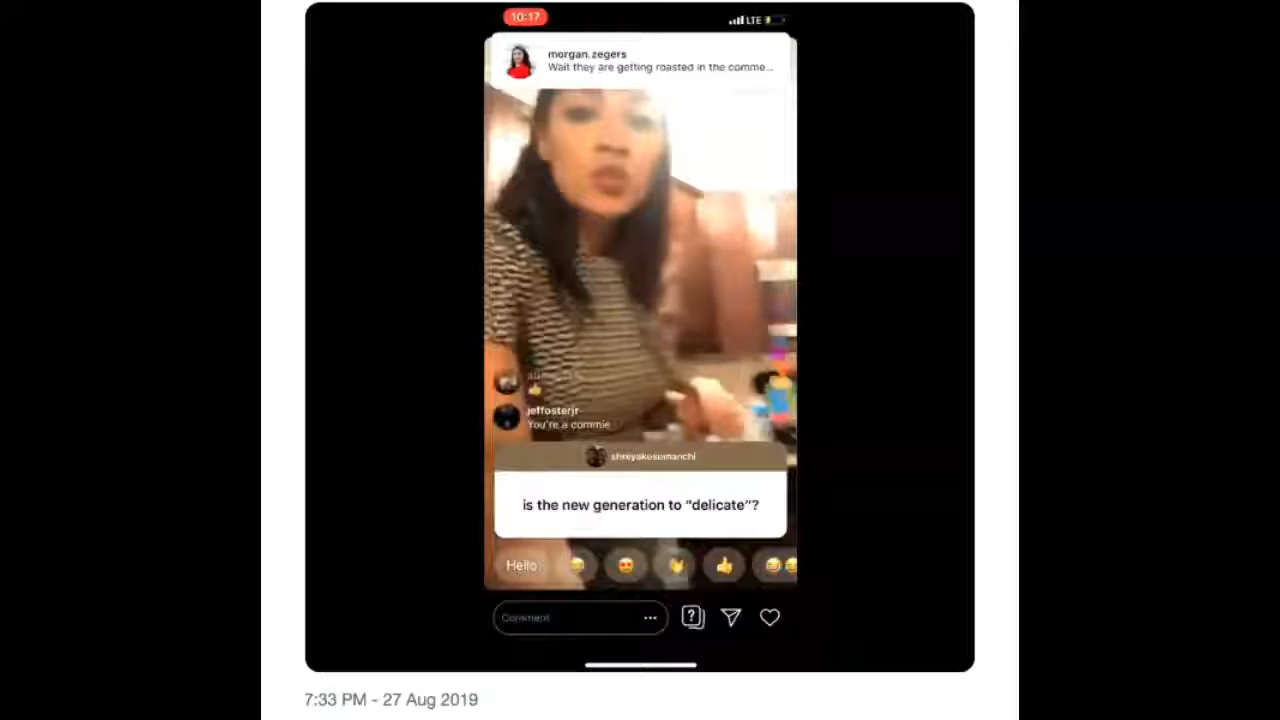 10:17
LTE
morgan.zegers
Wait they are getting roasted in the comme...
jeffosterjr
You're a commie
shreyakosumanchi
is the new generation to "delicate"?
Hello
Comment
7:33 PM - 27 Aug 2019